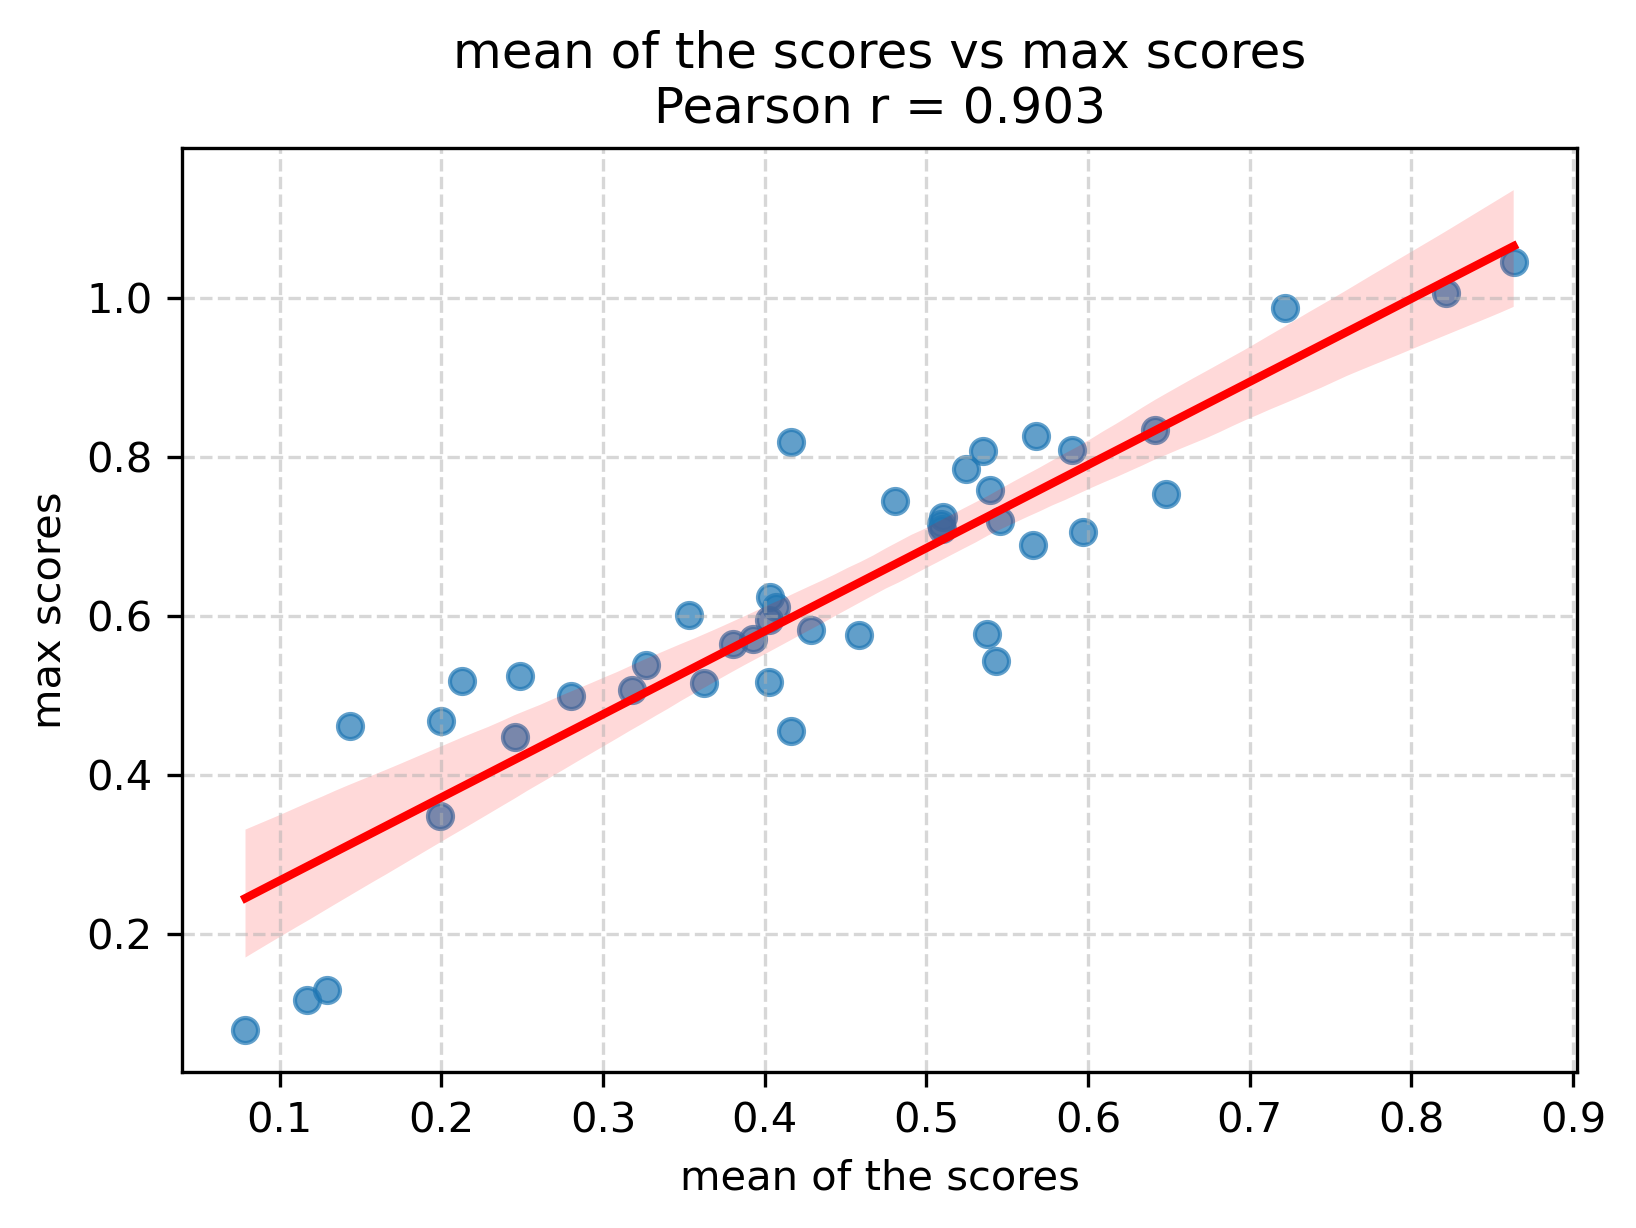 mean of the scores vs max scores
Pearson r = 0.903
max scores
1.0
0.8
0.6
0.4
0.2
0.1 0.2 0.3 0.4 0.5 0.6 0.7 0.8 0.9
mean of the scores